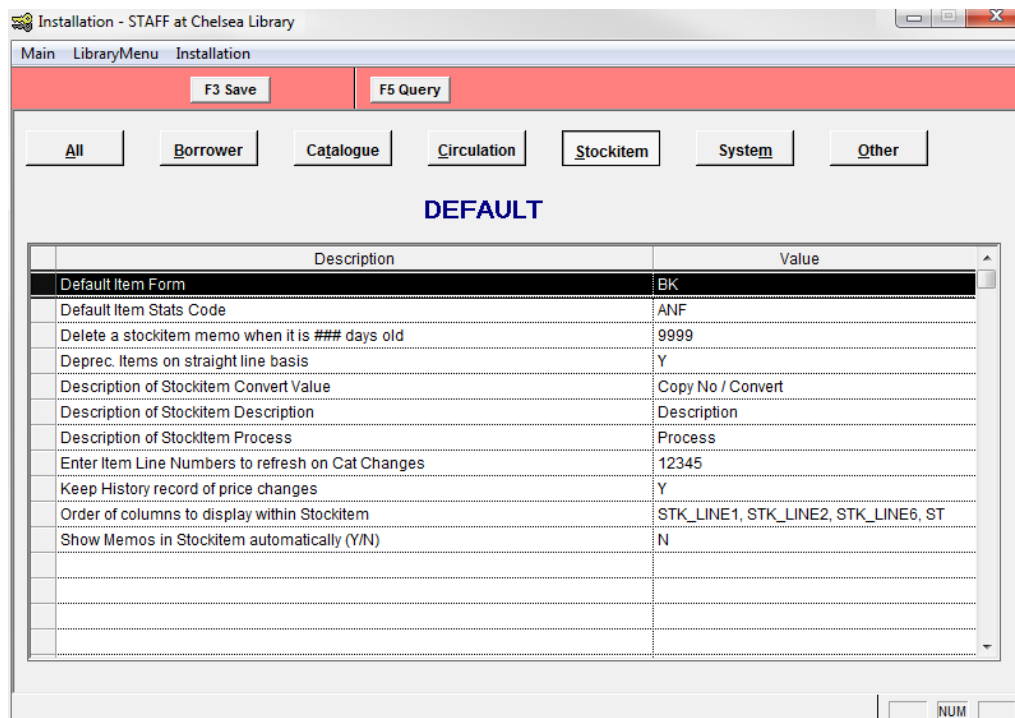 Installation - STAFF at Chelsea Library
Main LibraryMenu Installation
F3 Save F5 Query
All Borrower Catalogue Circulation Stockitem System Other
DEFAULT
Description Value
Default Item Form BK
Default Item Stats Code ANF
Delete a stockitem memo when it is ### days old 9999
Deprec. Items on straight line basis Y
Description of Stockitem Convert Value Copy No / Convert
Description of Stockitem Description Description
Description of StockItem Process Process
Enter Item Line Numbers to refresh on Cat Changes 12345
Keep History record of price changes Y
Order of columns to display within Stockitem STK_LINE1, STK_LINE2, STK_LINE6, ST
Show Memos in Stockitem automatically (Y/N) N
NUM